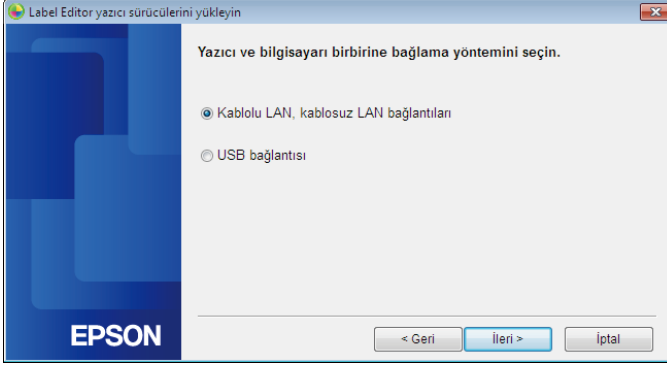 Label Editor yazıcı sürücülerini yükleyin
Yazıcı ve bilgisayarı birbirine bağlama yöntemini seçin.
Kablolu LAN, kablosuz LAN bağlantıları
USB bağlantısı
EPSON
< Geri
İleri >
İptal